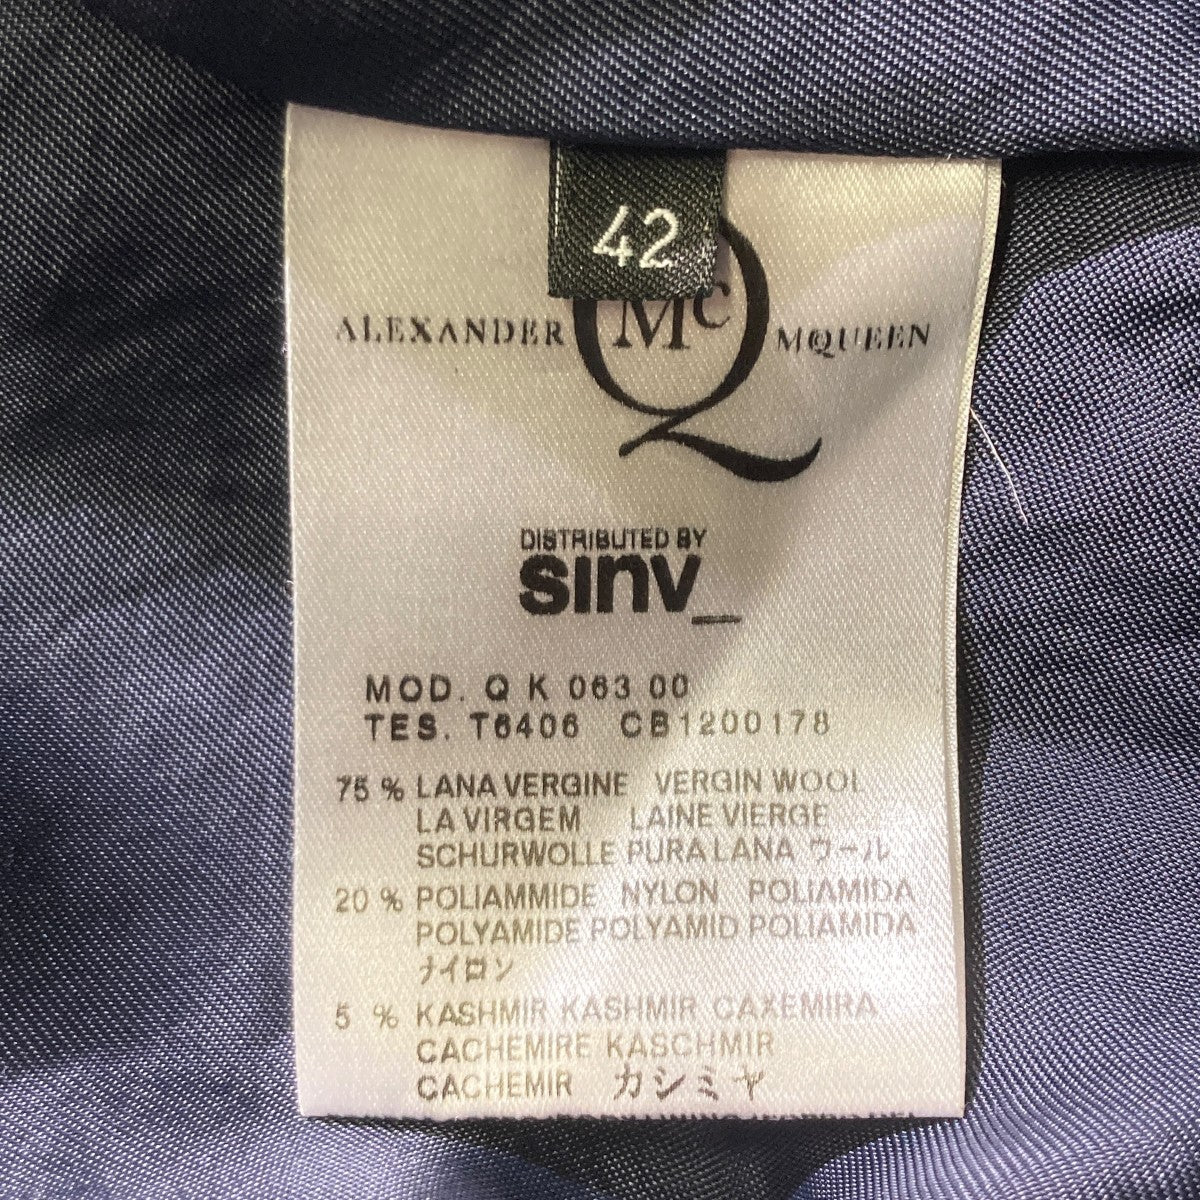 42
ALEXANDER McQ MQUEEN
DISTRIBUTED BY
sinv_
MOD. Q K 063 00
TES. T6406 CB1200178
75 % LANA VERGINE VERGIN WOOL
LA VIRGEM LAINE VIERGE
SCHURWOLLE PURA LANA ウール
20 % POLIAMMIDE NYLON POLIAMIDA
POLYAMIDE POLYAMID POLIAMIDA
ナイロン
5 % KASHMIR KASHMIR CAXEMIRA
CACHEMIRE KASCHMIR
CACHEMIR カシミヤ